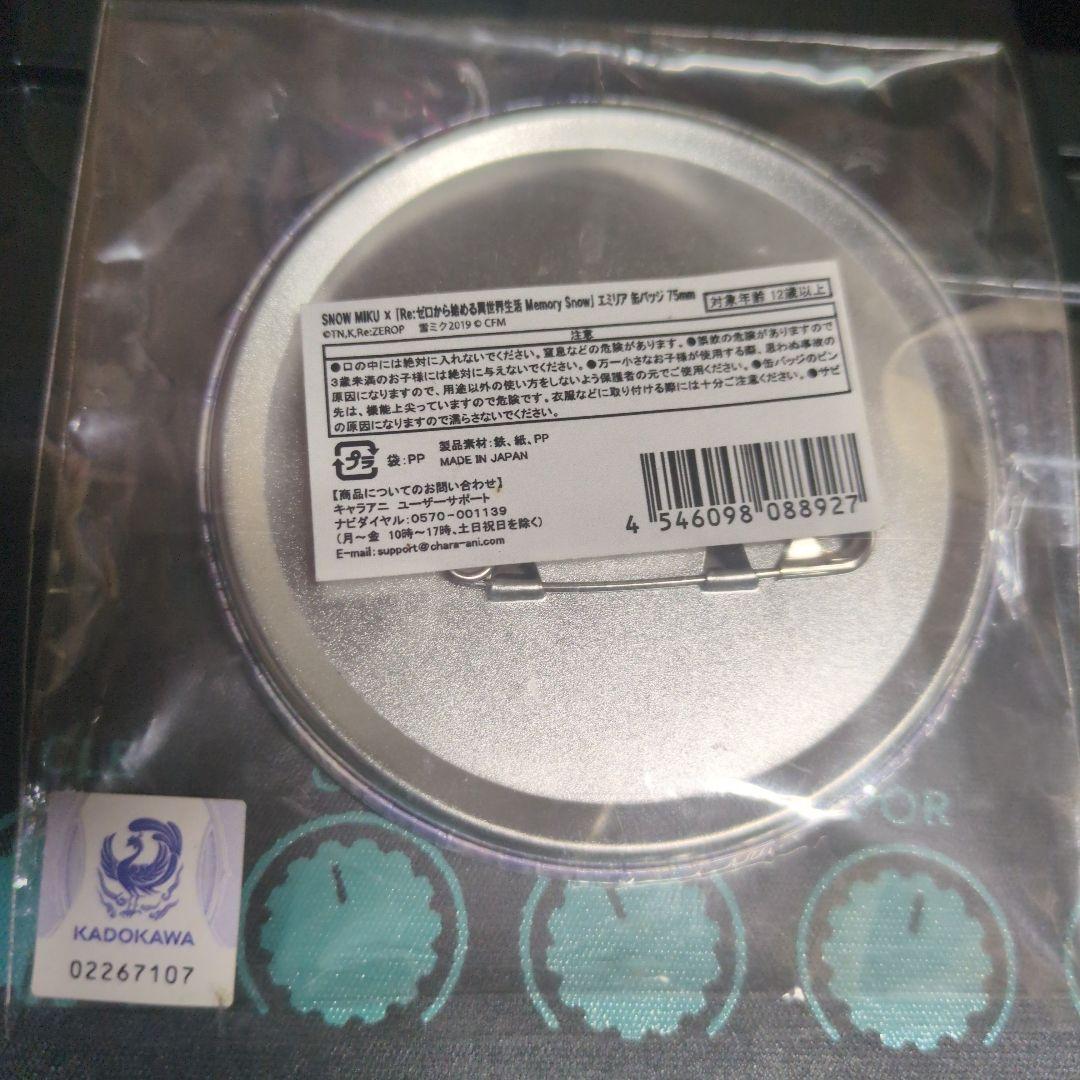 SNOW MIKU × [Re:ゼロから始める異世界生活 Memory Snow] エミリア 缶バッジ 75mm
対象年齢 12歳以上
©TN,K,Re:ZEROP 雪ミク2019 © CFM
注意
●口の中には絶対に入れないでください。窒息などの危険があります。●誤飲の危険がありますので
3歳未満のお子様には絶対に与えないでください。●万一小さなお子様が使用する際、思わぬ事故の
原因になりますので、用途以外の使い方をしないよう保護者の元でご使用ください。●缶バッジのピン
先は、機能上尖っていますので危険です。衣服などに取り付ける際には十分ご注意ください。●サビ
の原因になりますので濡らさないでください。
プラ
袋:PP
製品素材:鉄、紙、PP
MADE IN JAPAN
【商品についてのお問い合わせ】
キャラアニ ユーザーサポート
ナビダイヤル:0570-001139
(月～金 10時～17時、土日祝日を除く)
E-mail:support@chara-ani.com
4 546098 088927
KADOKAWA
02267107